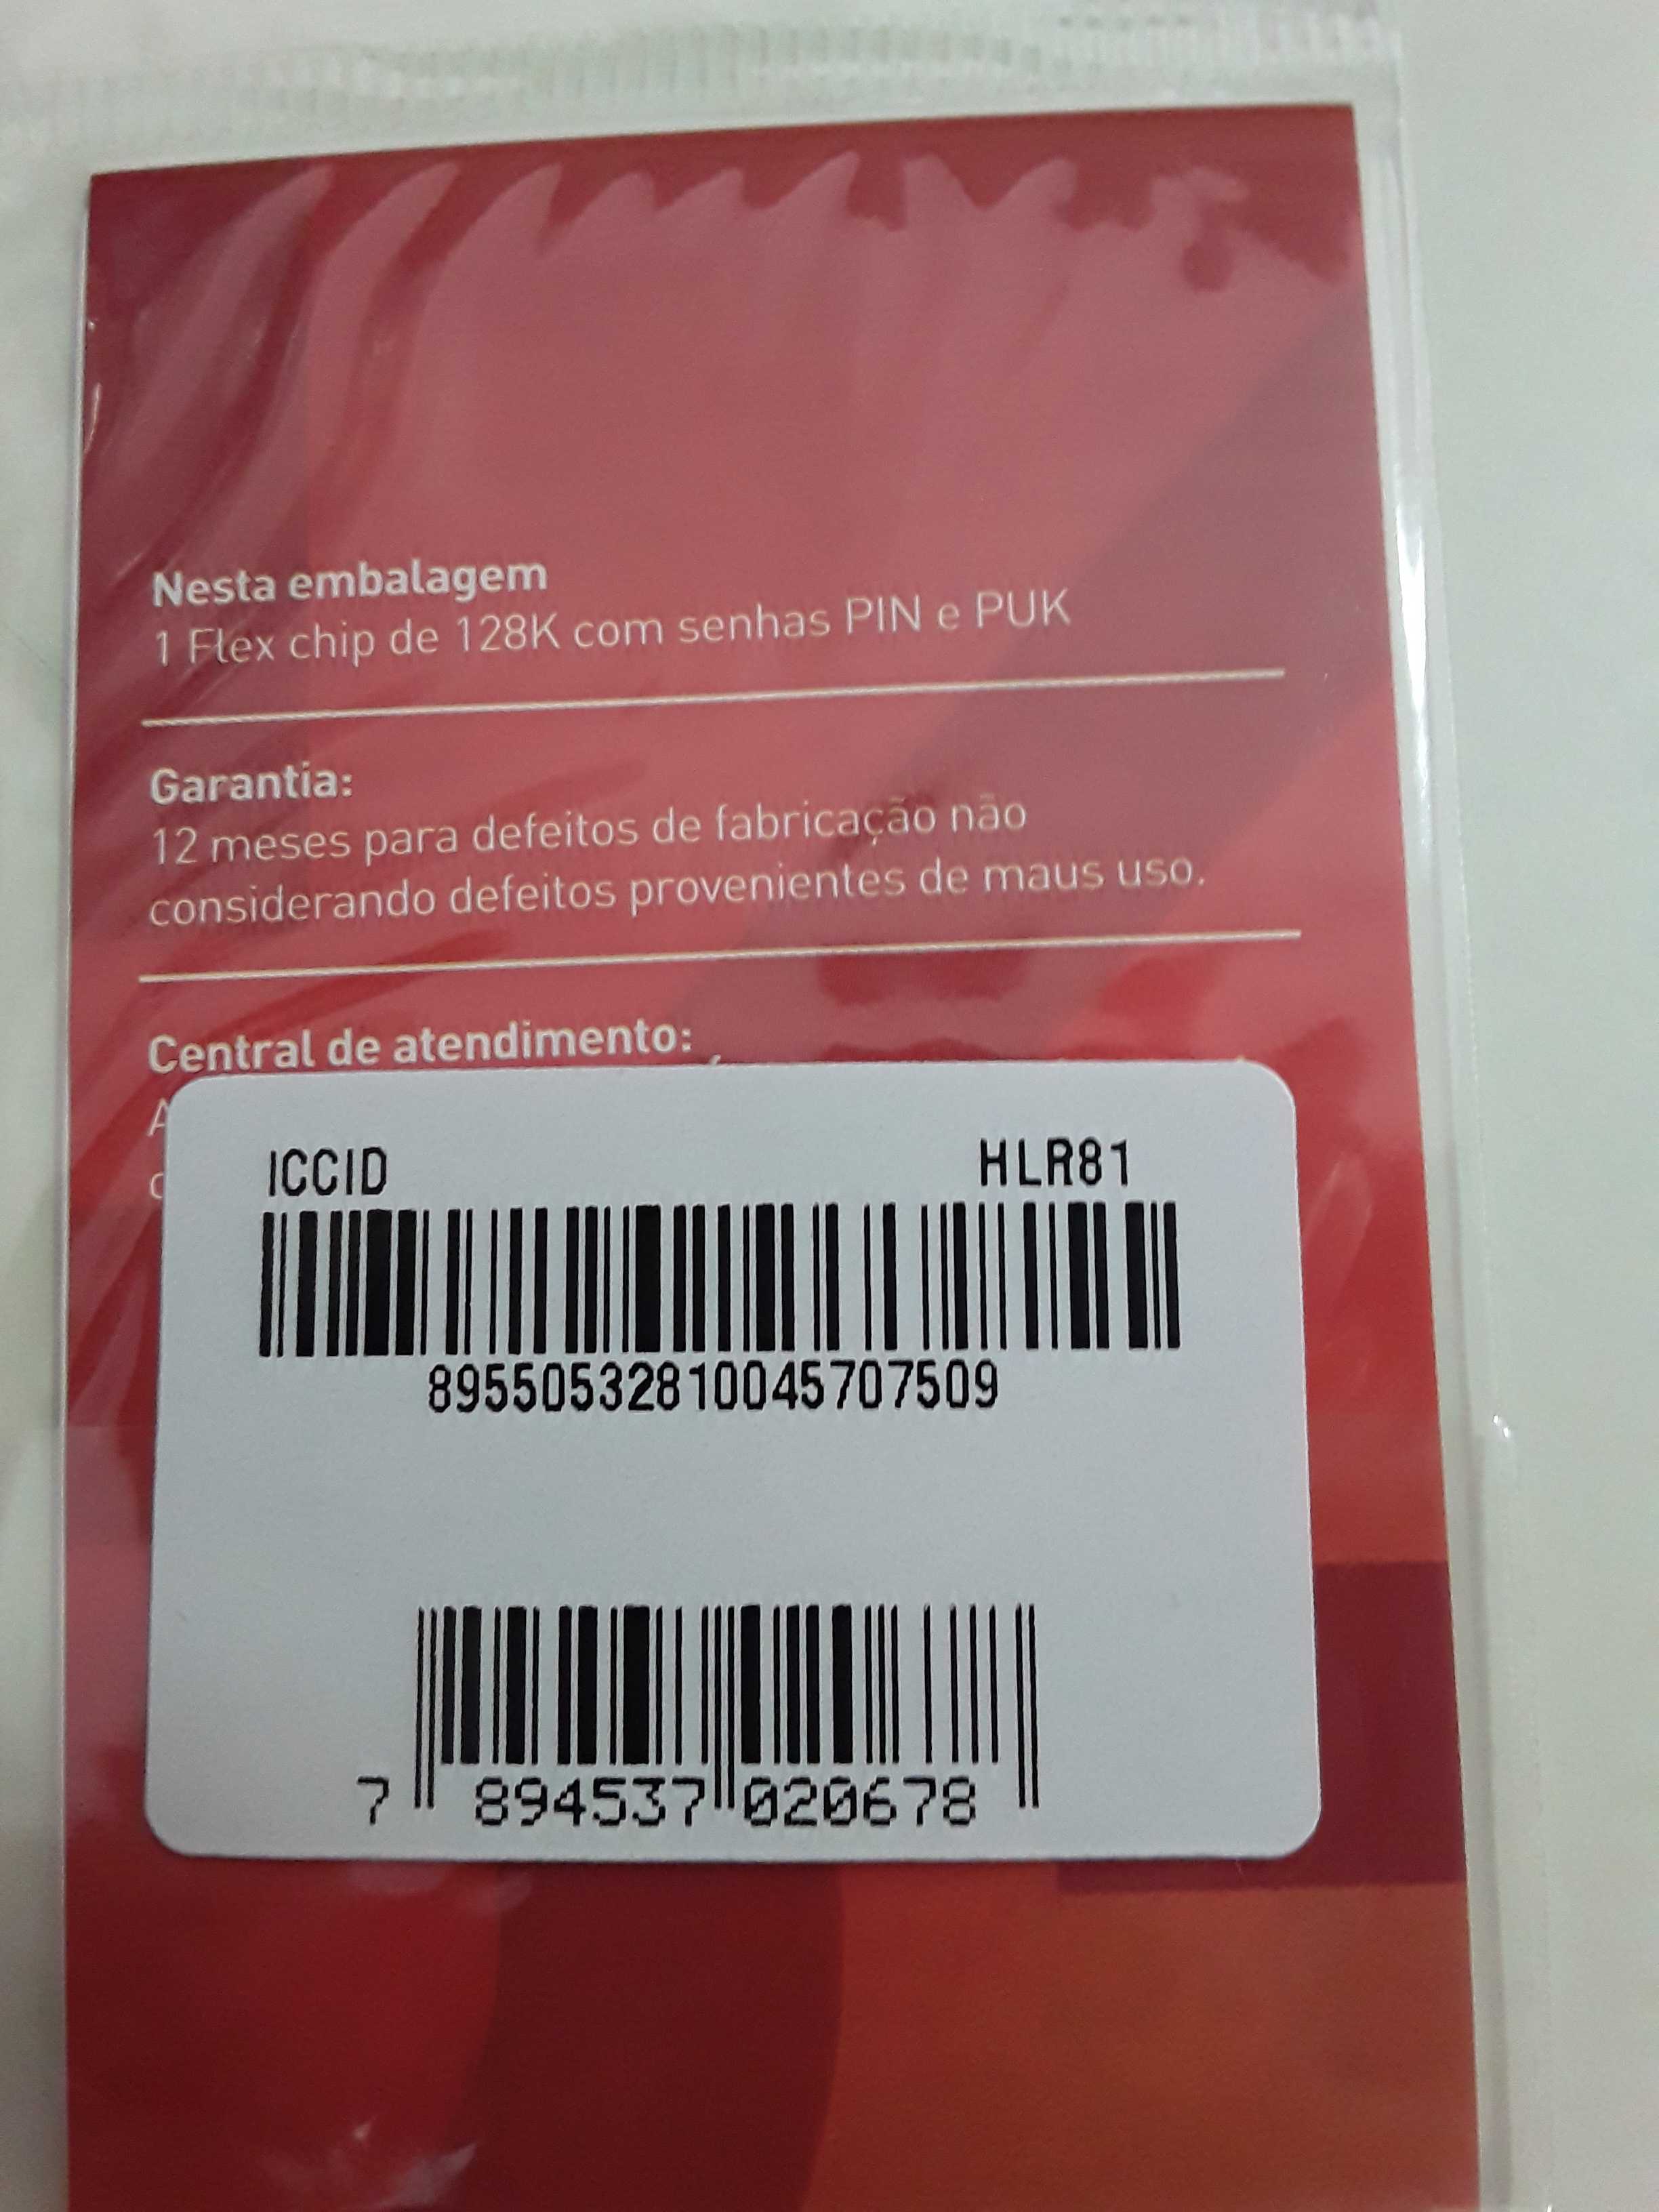 Nesta embalagem
1 Flex chip de 128K com senhas PIN e PUK
Garantia:
12 meses para defeitos de fabricação não
considerando defeitos provenientes de maus uso.
Central de atendimento:
ICCID HLR81
89550532810045707509
7 894537 020678